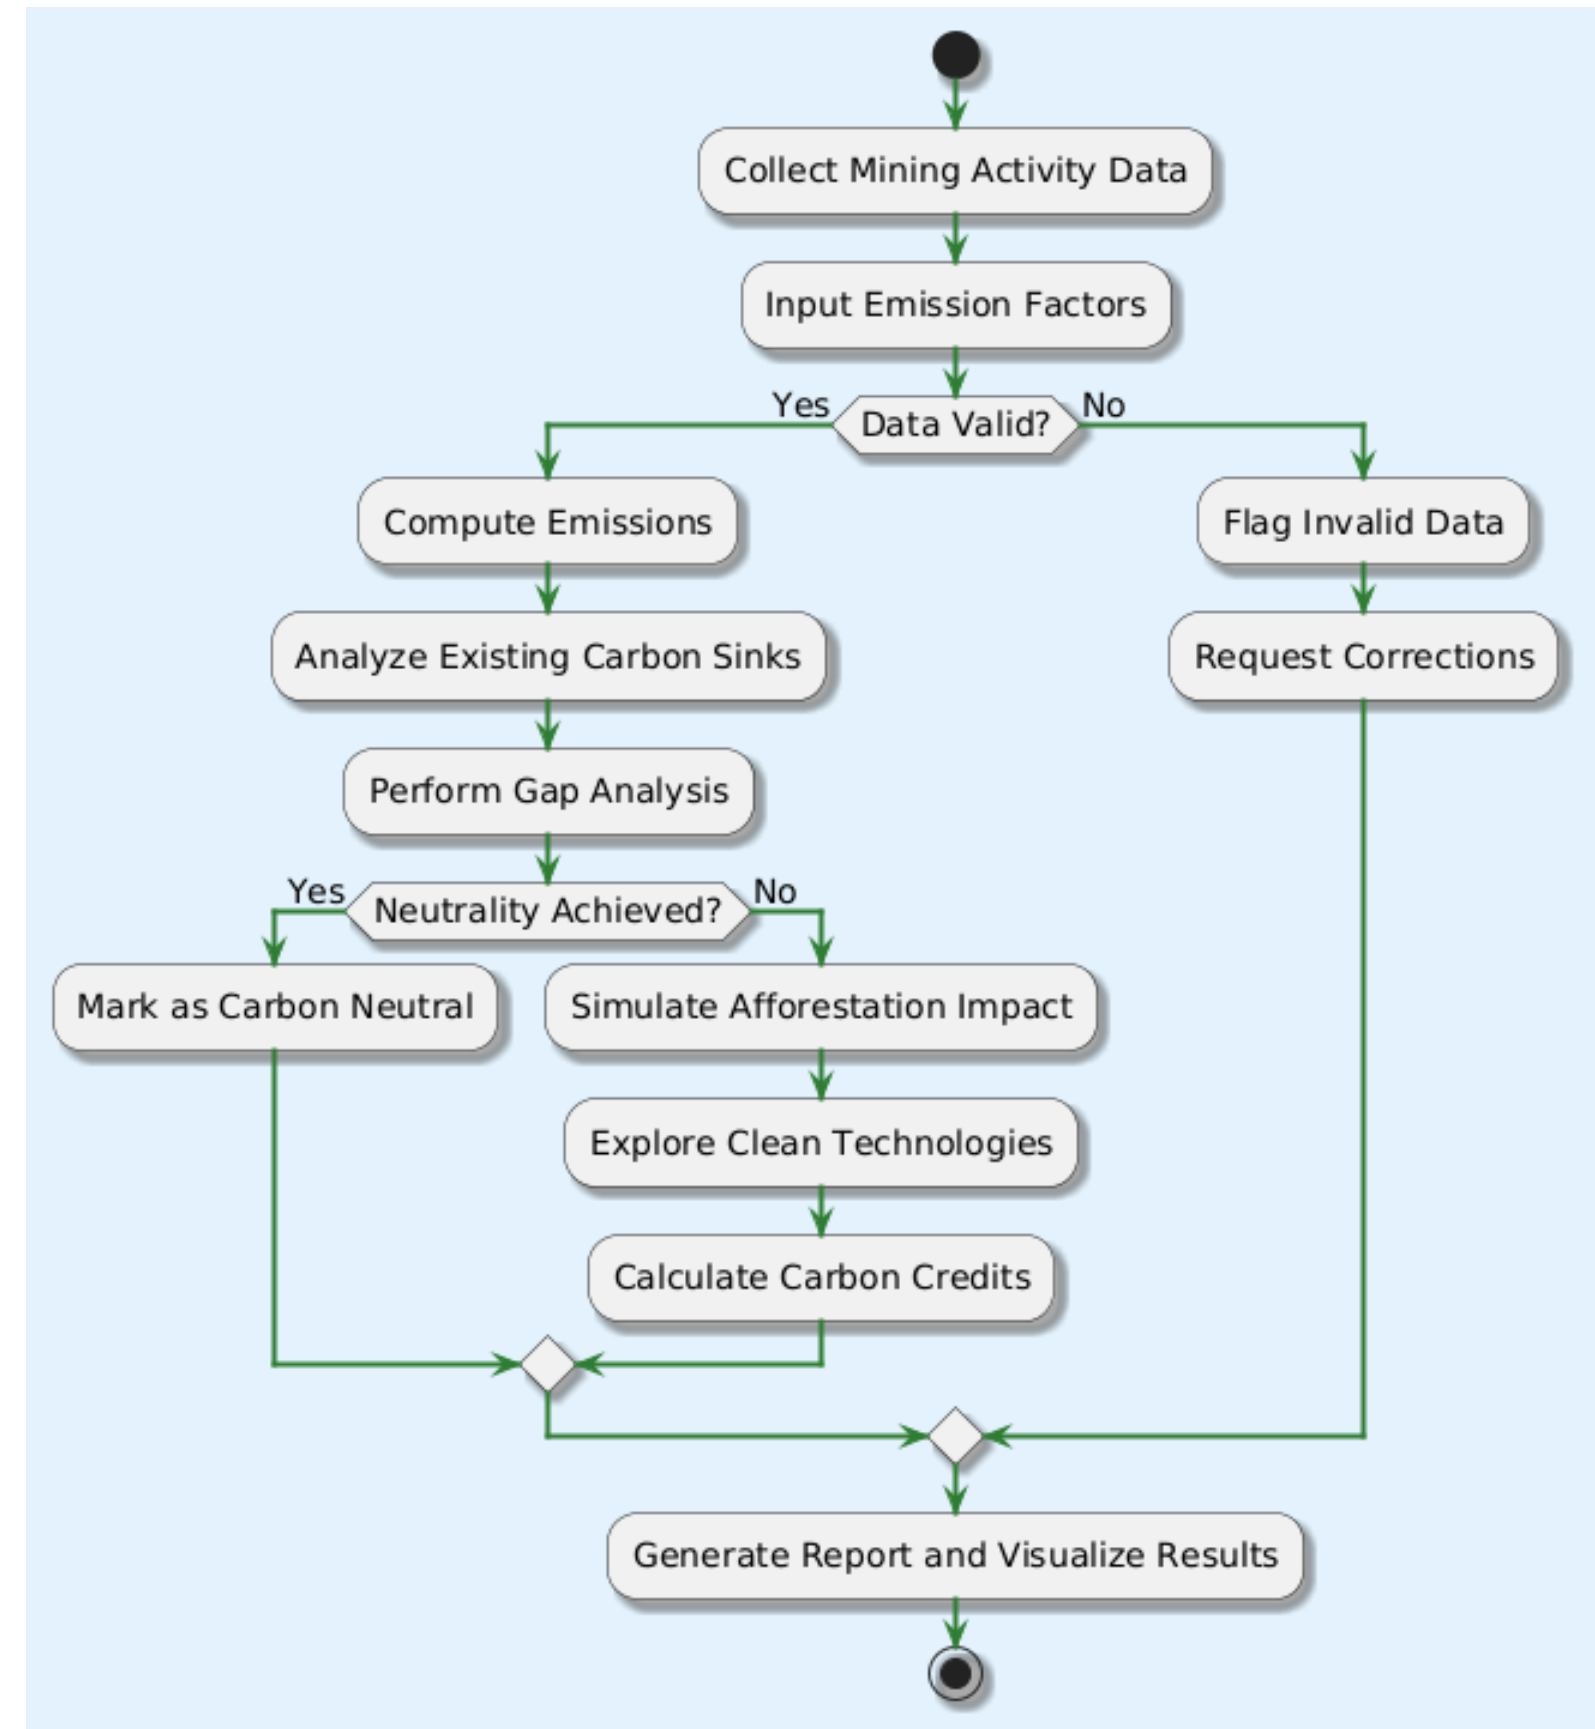 Collect Mining Activity Data
Input Emission Factors
Yes
Data Valid?
No
Compute Emissions
Flag Invalid Data
Analyze Existing Carbon Sinks
Request Corrections
Perform Gap Analysis
Yes
Neutrality Achieved?
No
Mark as Carbon Neutral
Simulate Afforestation Impact
Explore Clean Technologies
Calculate Carbon Credits
Generate Report and Visualize Results